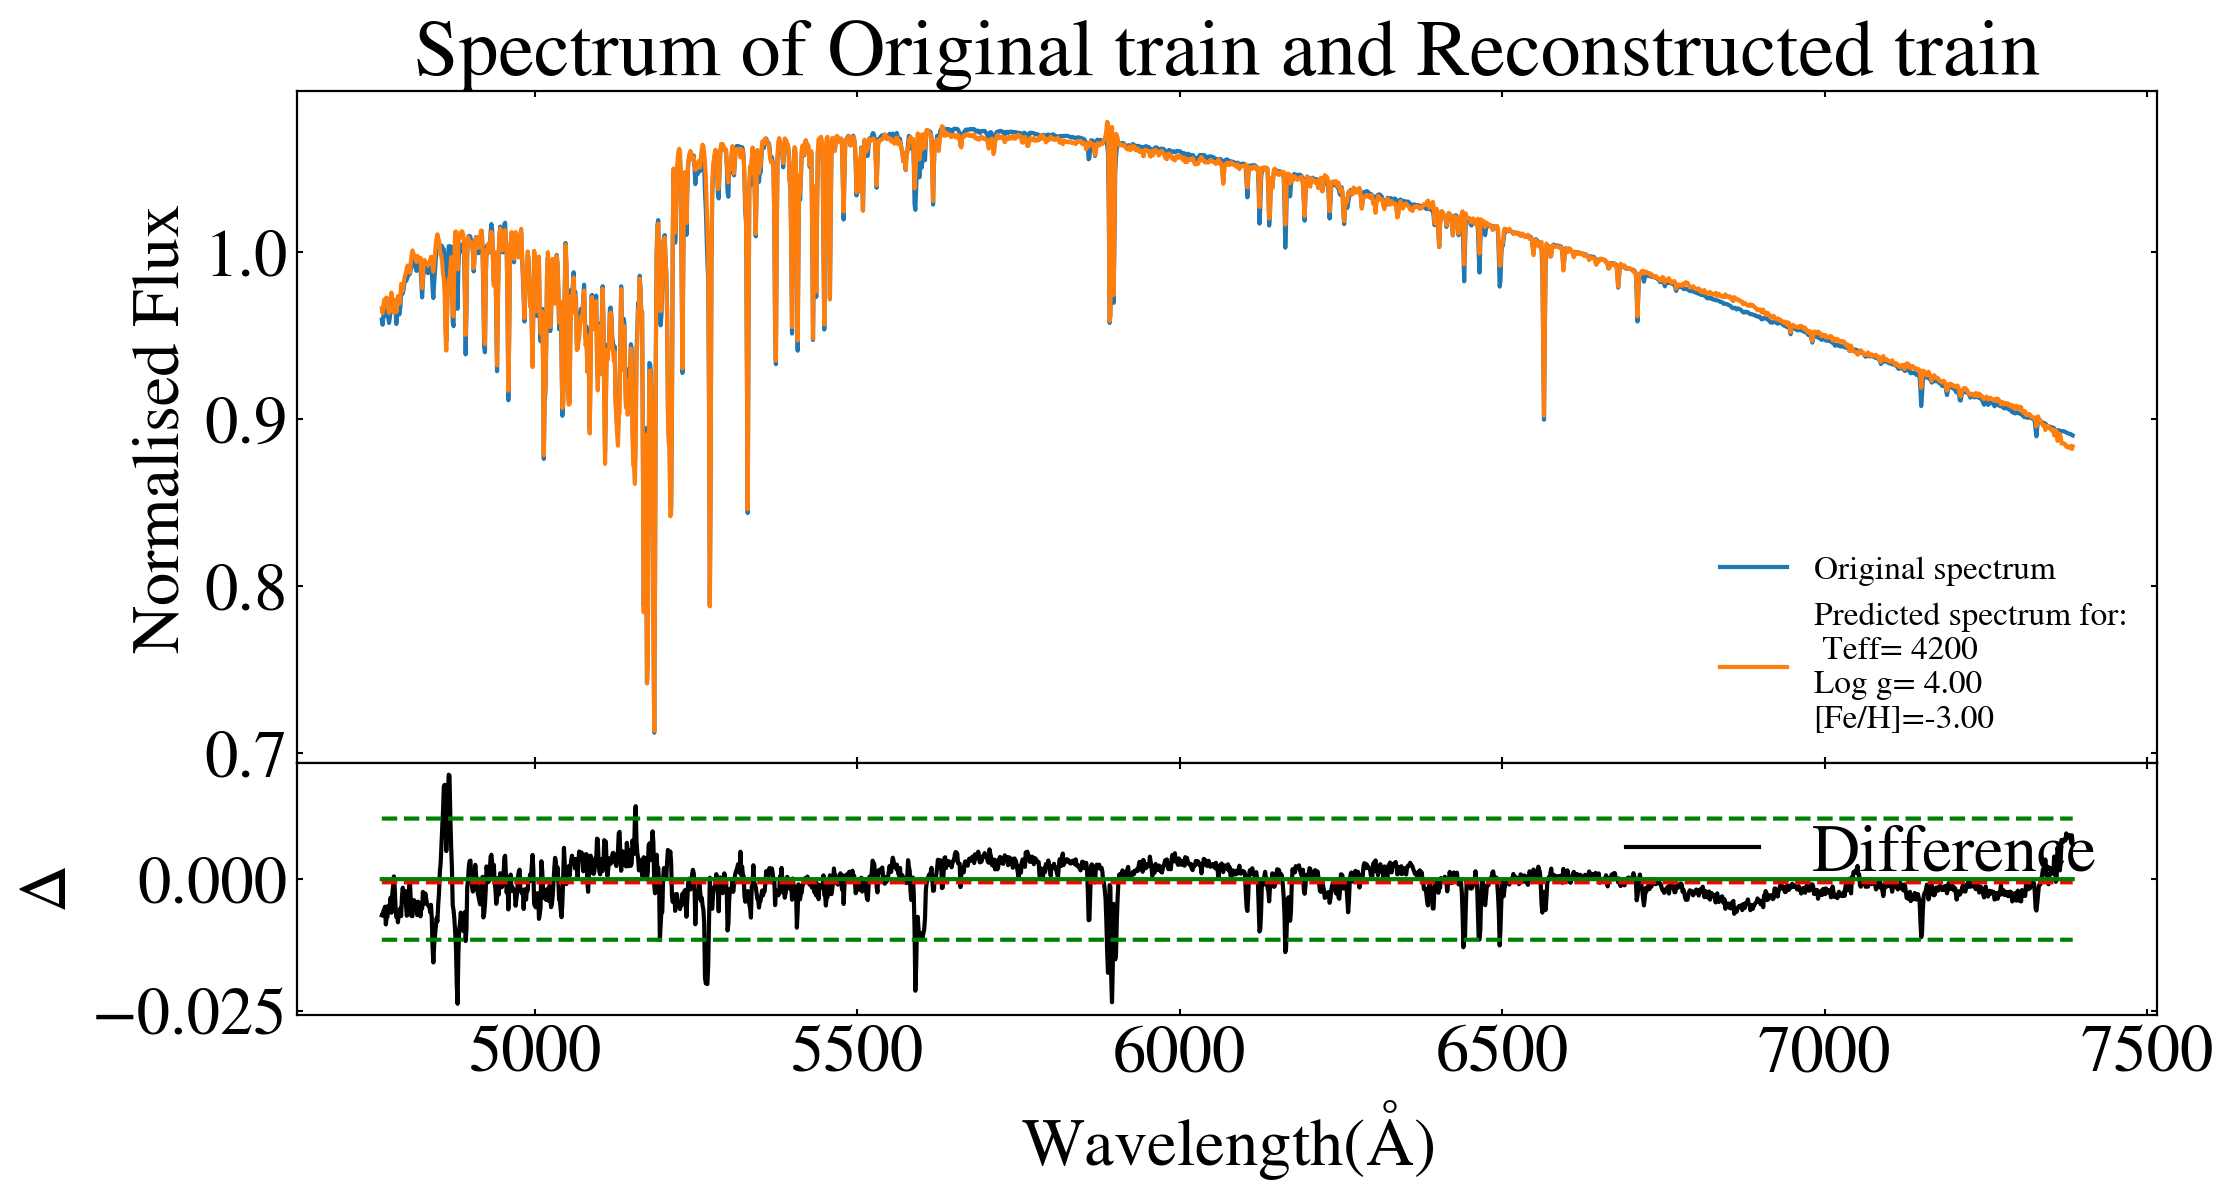 Spectrum of Original train and Reconstructed train
Normalised Flux
1.0
0.9
0.8
0.7
Original spectrum
Predicted spectrum for:
Teff= 4200
Log g= 4.00
[Fe/H]=-3.00
Δ
0.000
−0.025
Difference
5000 5500 6000 6500 7000 7500
Wavelength(Å)